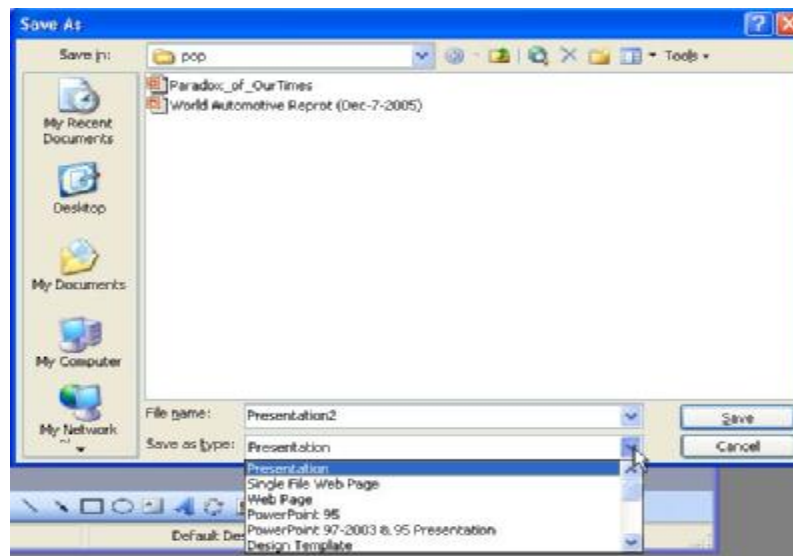 Save As
Save in:
pop
Tools
Paradox_of_OurTimes
World Automotive Reprot (Dec-7-2005)
My Recent
Documents
Desktop
My Documents
My Computer
My Network
File name:
Presentation2
Save
Save as type:
Presentation
Cancel
Presentation
Single File Web Page
Web Page
PowerPoint 95
PowerPoint 97-2003 & 95 Presentation
Design Template
Default De